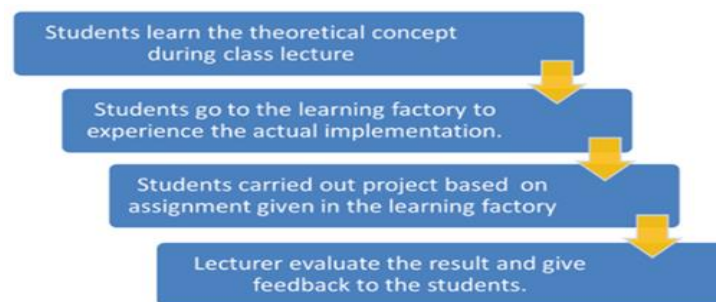 Students learn the theoretical concept
during class lecture
Students go to the learning factory to
experience the actual implementation.
Students carried out project based on
assignment given in the learning factory
Lecturer evaluate the result and give
feedback to the students.